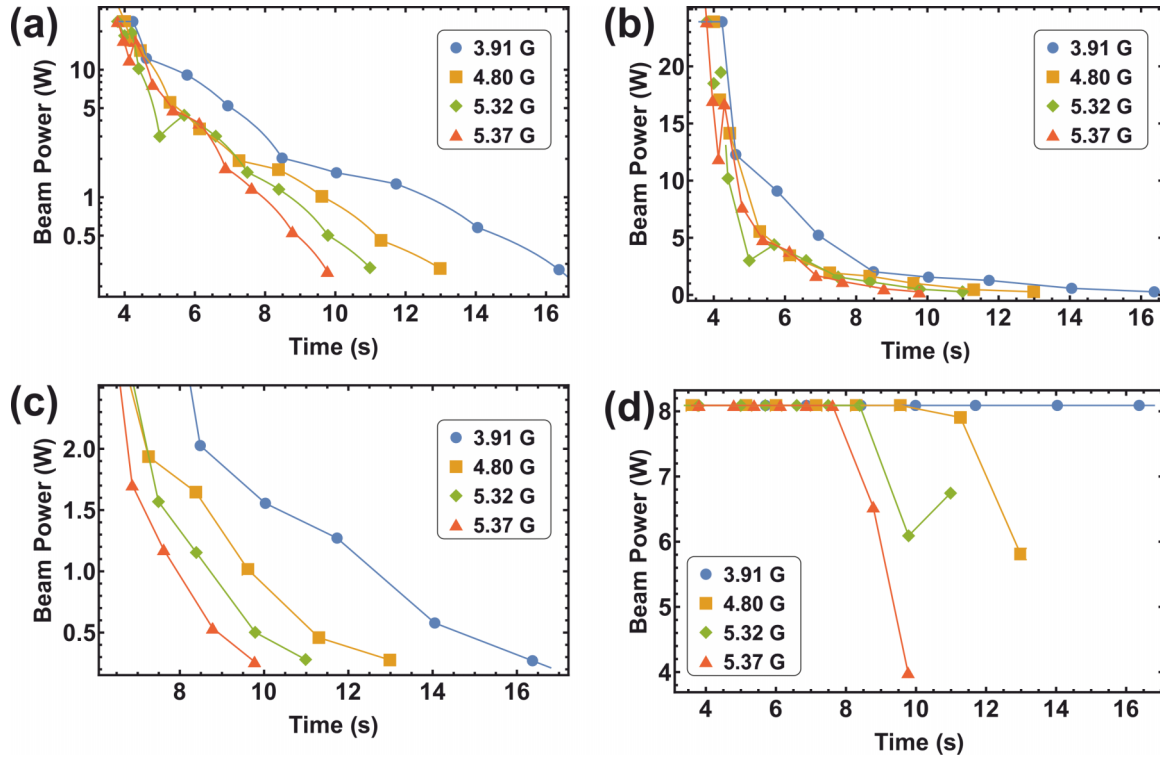 (a)
Beam Power (W)
10
5
1
0.5
3.91 G
4.80 G
5.32 G
5.37 G
4 6 8 10 12 14 16
Time (s)
(b)
Beam Power (W)
20
15
10
5
0
3.91 G
4.80 G
5.32 G
5.37 G
4 6 8 10 12 14 16
Time (s)
(c)
Beam Power (W)
2.0
1.5
1.0
0.5
3.91 G
4.80 G
5.32 G
5.37 G
8 10 12 14 16
Time (s)
(d)
Beam Power (W)
8
7
6
5
4
3.91 G
4.80 G
5.32 G
5.37 G
4 6 8 10 12 14 16
Time (s)